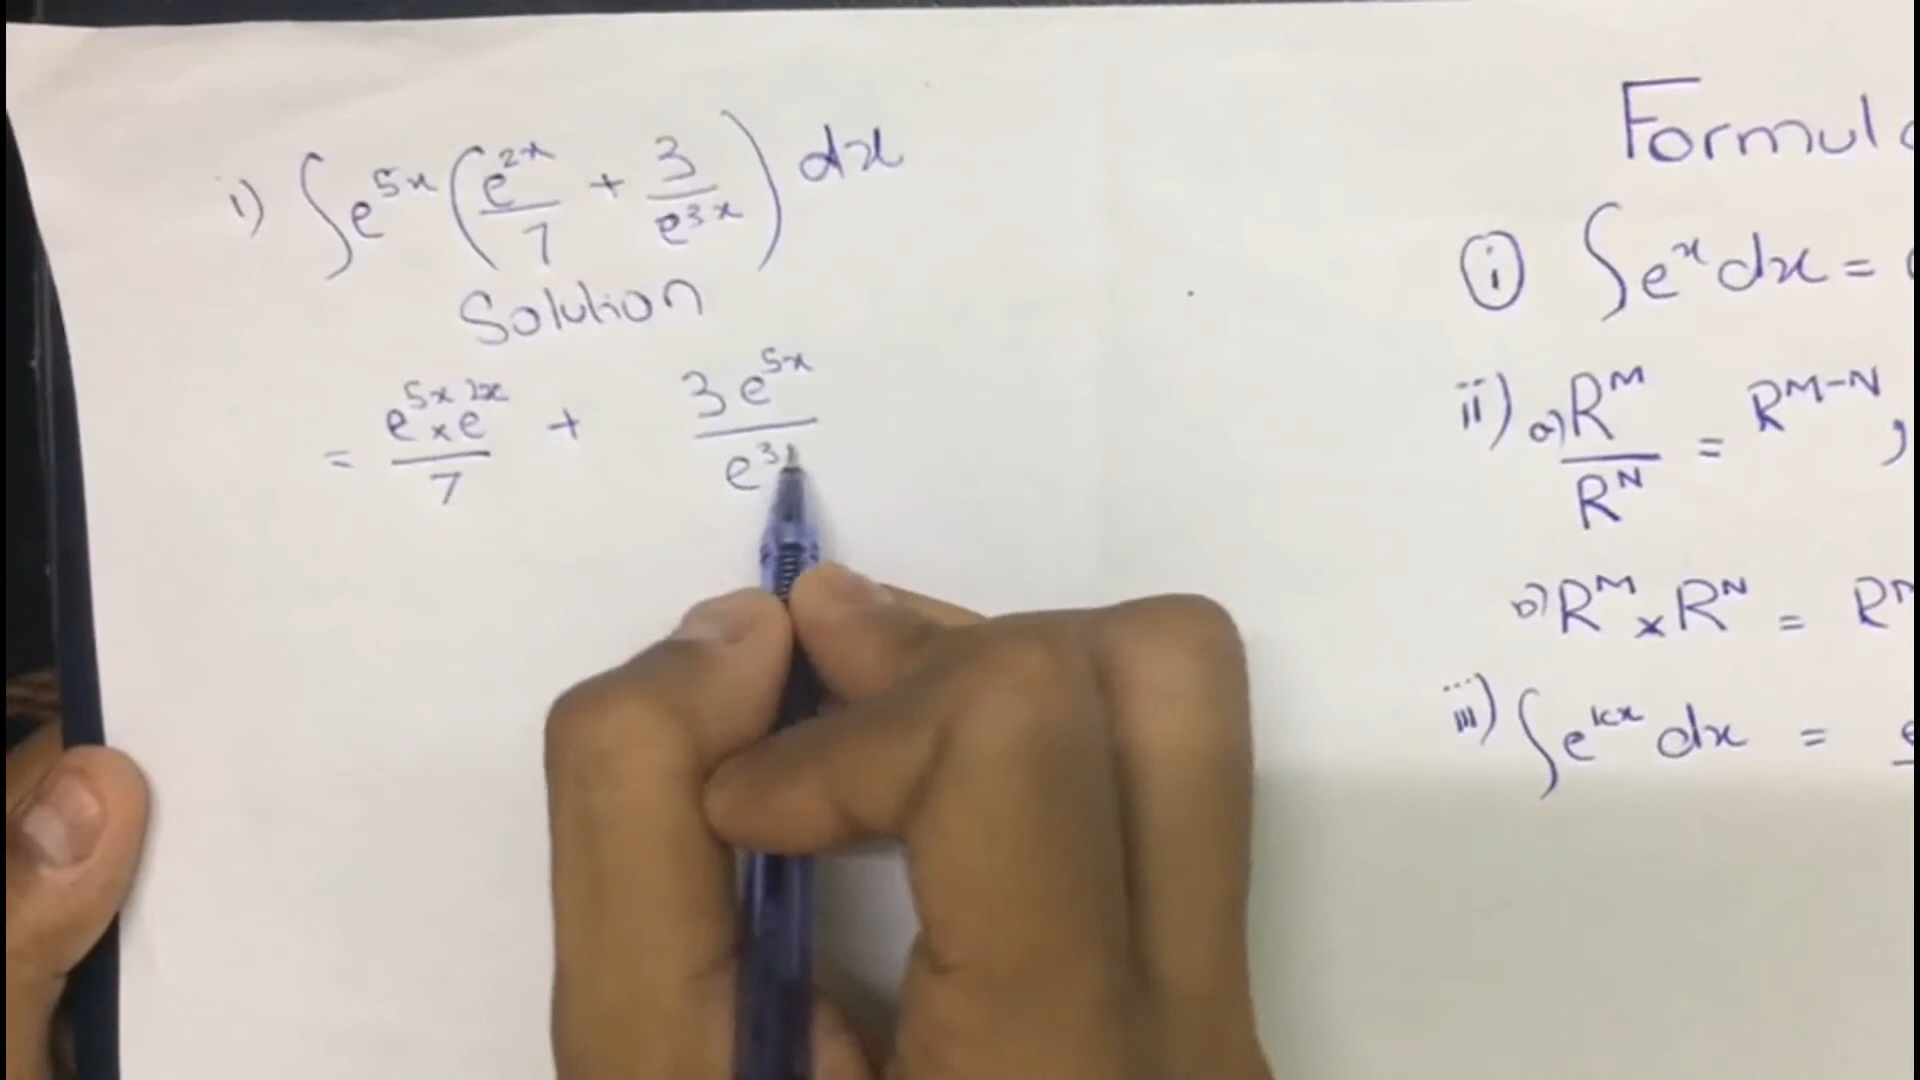 i) ∫e^{5x}(e^{2x}/7 + 3/e^{3x}) dx
Solution
= e^{5x} × e^{2x}/7 + 3e^{5x}/e^{3
Formul
(i) ∫e^x dx =
ii) a) R^M/R^N = R^{M-N},
b) R^M × R^N = R
iii) ∫e^{kx} dx =